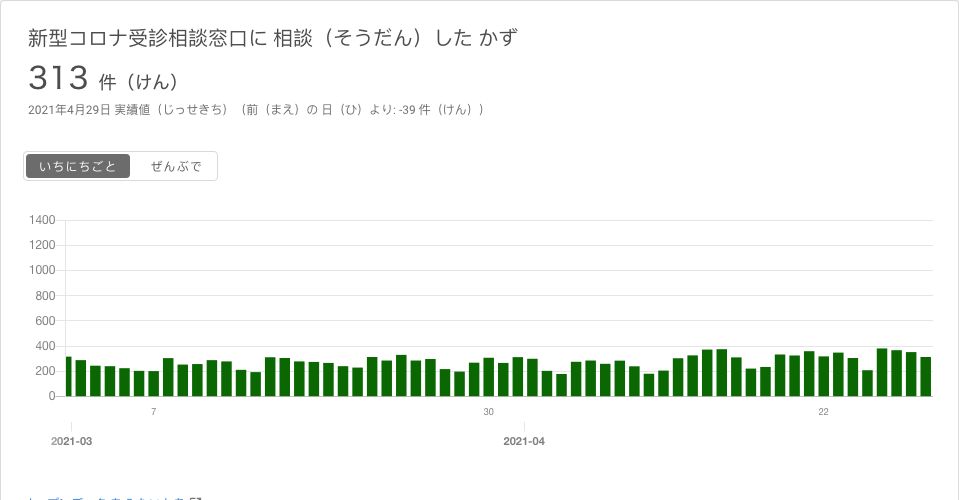 新型コロナ受診相談窓口に 相談（そうだん）した かず
313 件（けん）
2021年4月29日 実績値（じっせきち）（前（まえ）の 日（ひ）より: -39 件（けん））
いちにちごと ぜんぶで
1400
1200
1000
800
600
400
200
0
7 30 22
2021-03 2021-04